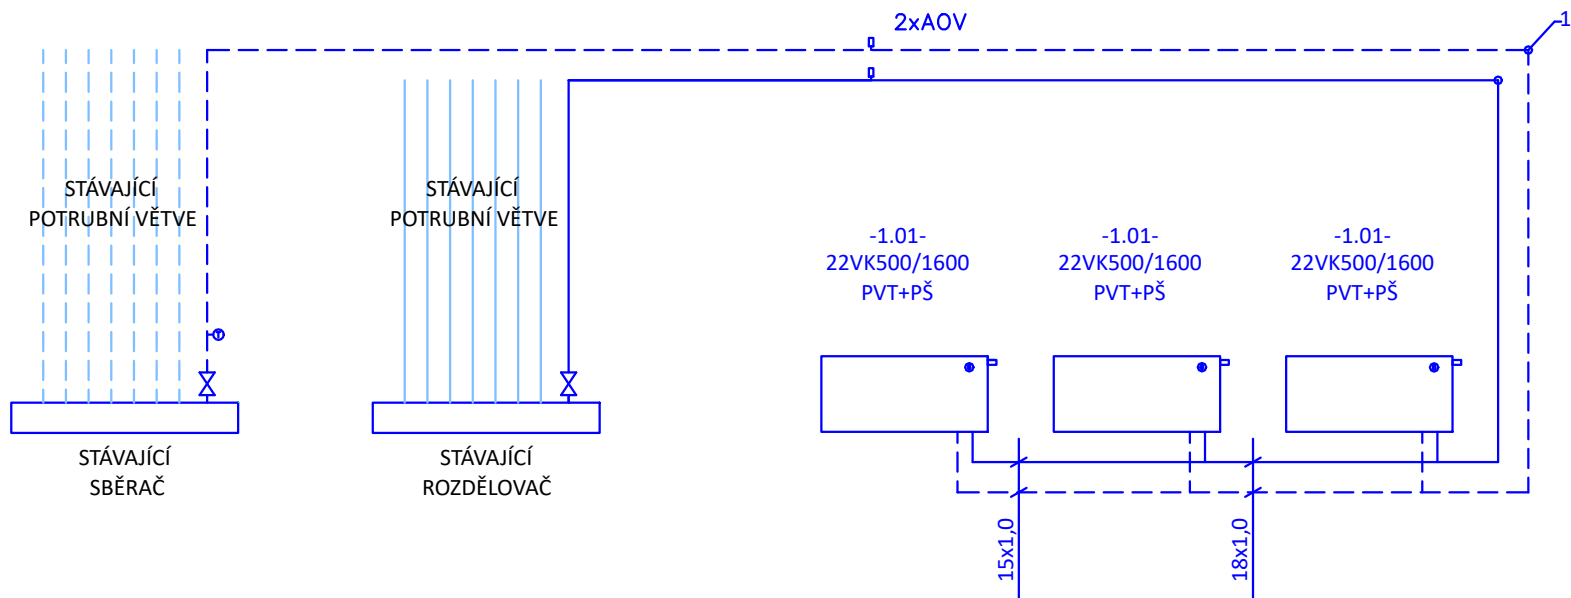 2xAOV
1
STÁVAJÍCÍ
POTRUBNÍ VĚTVE
STÁVAJÍCÍ
POTRUBNÍ VĚTVE
-1.01-
22VK500/1600
PVT+PŠ
-1.01-
22VK500/1600
PVT+PŠ
-1.01-
22VK500/1600
PVT+PŠ
T
STÁVAJÍCÍ
SBĚRAČ
STÁVAJÍCÍ
ROZDĚLOVAČ
15x1,0
18x1,0